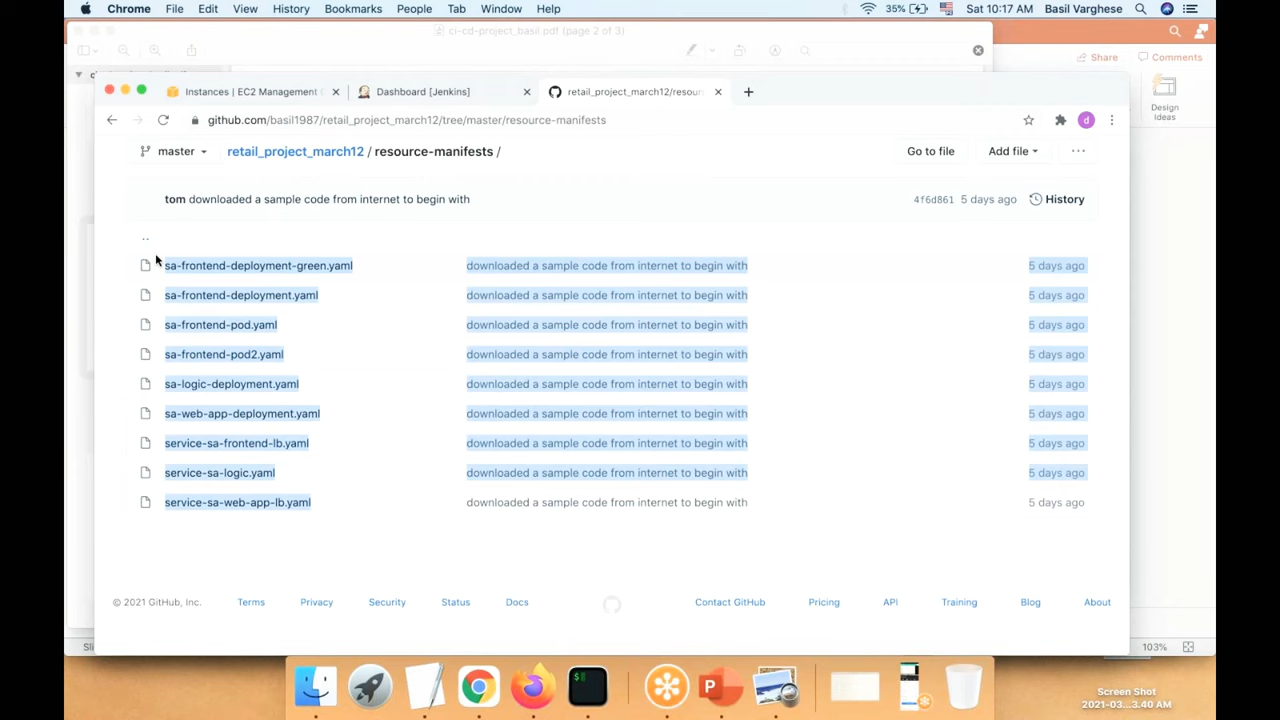 Chrome File Edit View History Bookmarks People Tab Window Help 35% Sat 10:17 AM Basil Varghese
ci-cd-project_basil.pdf (page 2 of 3)
Share Comments
Design
Ideas
Instances | EC2 Management Dashboard [Jenkins] retail_project_march12/resour
github.com/basil1987/retail_project_march12/tree/master/resource-manifests d
master retail_project_march12 / resource-manifests / Go to file Add file ...
tom downloaded a sample code from internet to begin with 4f6d861 5 days ago History
..
sa-frontend-deployment-green.yaml downloaded a sample code from internet to begin with 5 days ago
sa-frontend-deployment.yaml downloaded a sample code from internet to begin with 5 days ago
sa-frontend-pod.yaml downloaded a sample code from internet to begin with 5 days ago
sa-frontend-pod2.yaml downloaded a sample code from internet to begin with 5 days ago
sa-logic-deployment.yaml downloaded a sample code from internet to begin with 5 days ago
sa-web-app-deployment.yaml downloaded a sample code from internet to begin with 5 days ago
service-sa-frontend-lb.yaml downloaded a sample code from internet to begin with 5 days ago
service-sa-logic.yaml downloaded a sample code from internet to begin with 5 days ago
service-sa-web-app-lb.yaml downloaded a sample code from internet to begin with 5 days ago
© 2021 GitHub, Inc. Terms Privacy Security Status Docs Contact GitHub Pricing API Training Blog About
103%
Screen Shot
2021-03...3.40 AM